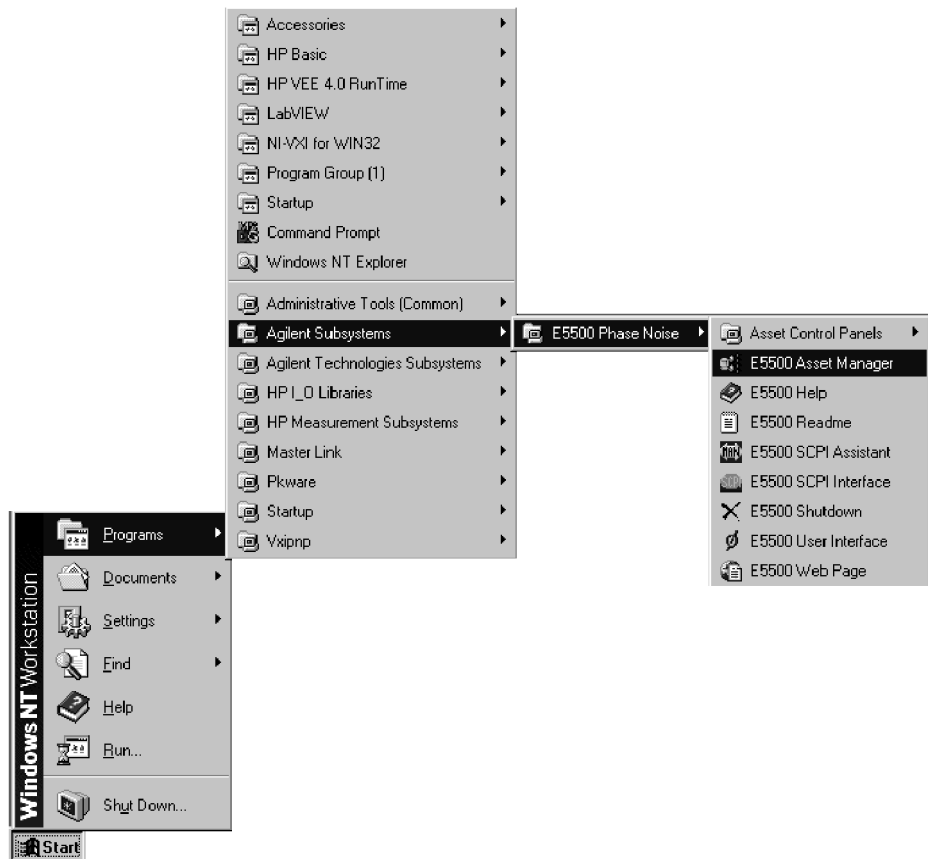 Accessories
HP Basic
HP VEE 4.0 RunTime
LabVIEW
NI-VXI for WIN32
Program Group (1)
Startup
Command Prompt
Windows NT Explorer
Administrative Tools (Common)
Agilent Subsystems
Agilent Technologies Subsystems
HP I_O Libraries
HP Measurement Subsystems
Master Link
Pkware
Startup
Vxipnp
E5500 Phase Noise
Asset Control Panels
E5500 Asset Manager
E5500 Help
E5500 Readme
E5500 SCPI Assistant
E5500 SCPI Interface
E5500 Shutdown
E5500 User Interface
E5500 Web Page
Programs
Documents
Settings
Find
Help
Run...
Shut Down...
Windows NT Workstation
Start